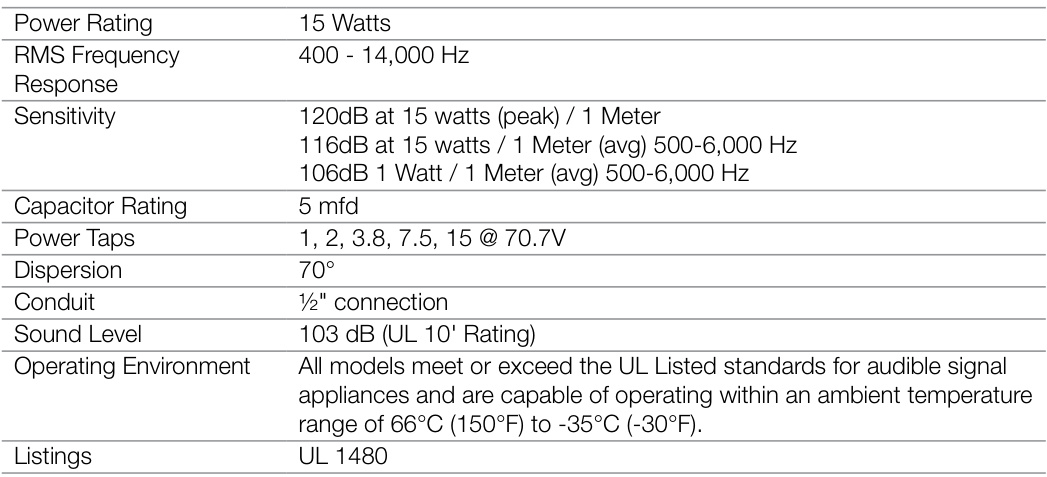 Power Rating 15 Watts
RMS Frequency 400 - 14,000 Hz
Response
Sensitivity 120dB at 15 watts (peak) / 1 Meter
116dB at 15 watts / 1 Meter (avg) 500-6,000 Hz
106dB 1 Watt / 1 Meter (avg) 500-6,000 Hz
Capacitor Rating 5 mfd
Power Taps 1, 2, 3.8, 7.5, 15 @ 70.7V
Dispersion 70°
Conduit ½" connection
Sound Level 103 dB (UL 10' Rating)
Operating Environment All models meet or exceed the UL Listed standards for audible signal
appliances and are capable of operating within an ambient temperature
range of 66°C (150°F) to -35°C (-30°F).
Listings UL 1480